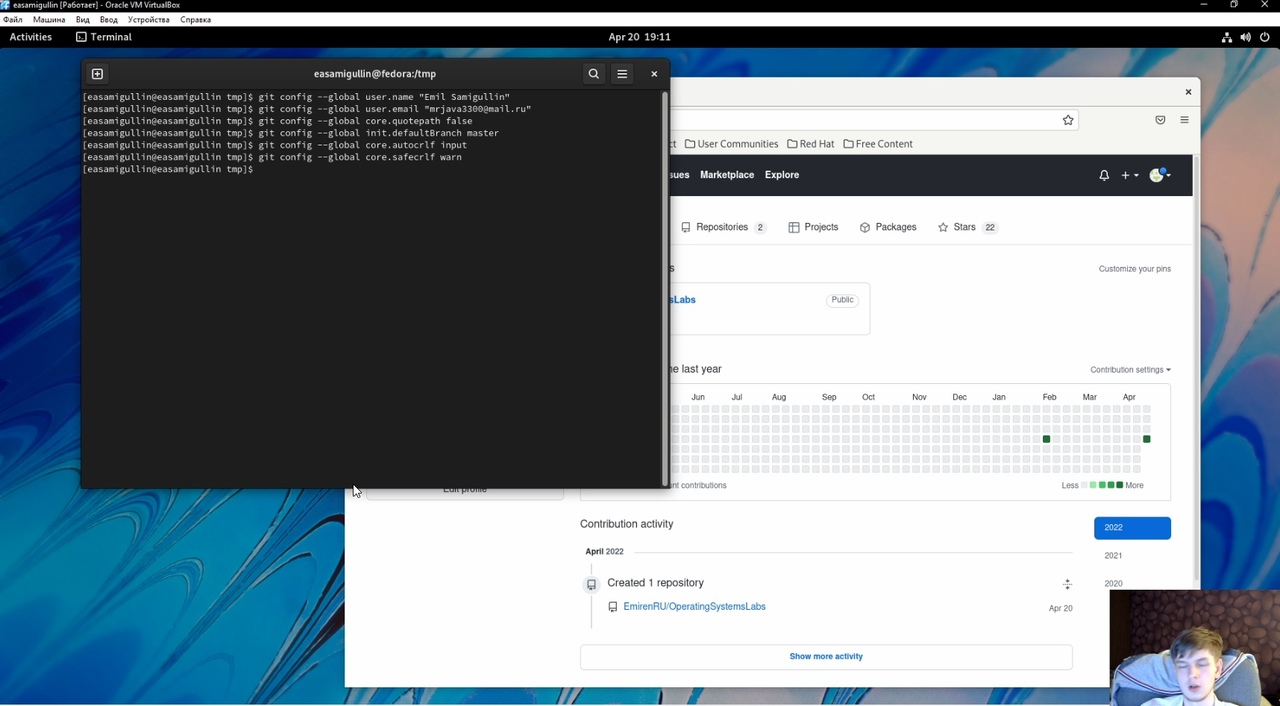 easamigullin [Работает] - Oracle VM VirtualBox
Файл Машина Вид Ввод Устройства Справка
Activities Terminal Apr 20 19:11
easamigullin@fedora:/tmp
[easamigullin@easamigullin tmp]$ git config --global user.name "Emil Samigullin"
[easamigullin@easamigullin tmp]$ git config --global user.email "mrjava3300@mail.ru"
[easamigullin@easamigullin tmp]$ git config --global core.quotepath false
[easamigullin@easamigullin tmp]$ git config --global init.defaultBranch master
[easamigullin@easamigullin tmp]$ git config --global core.autocrlf input
[easamigullin@easamigullin tmp]$ git config --global core.safecrlf warn
[easamigullin@easamigullin tmp]$
ct User Communities Red Hat Free Content
sues Marketplace Explore
Repositories 2 Projects Packages Stars 22
s Customize your pins
sLabs Public
he last year Contribution settings
Jun Jul Aug Sep Oct Nov Dec Jan Feb Mar Apr
Edit profile
nt contributions Less More
Contribution activity 2022
April 2022 2021
Created 1 repository 2020
EmirenRU/OperatingSystemsLabs Apr 20
Show more activity